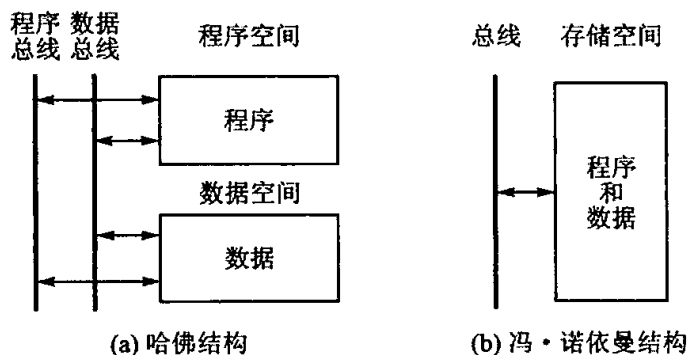 程序 数据 程序空间 总线 存储空间
总线 总线
程序
数据空间
数据
程序
和
数据
(a) 哈佛结构
(b) 冯·诺依曼结构